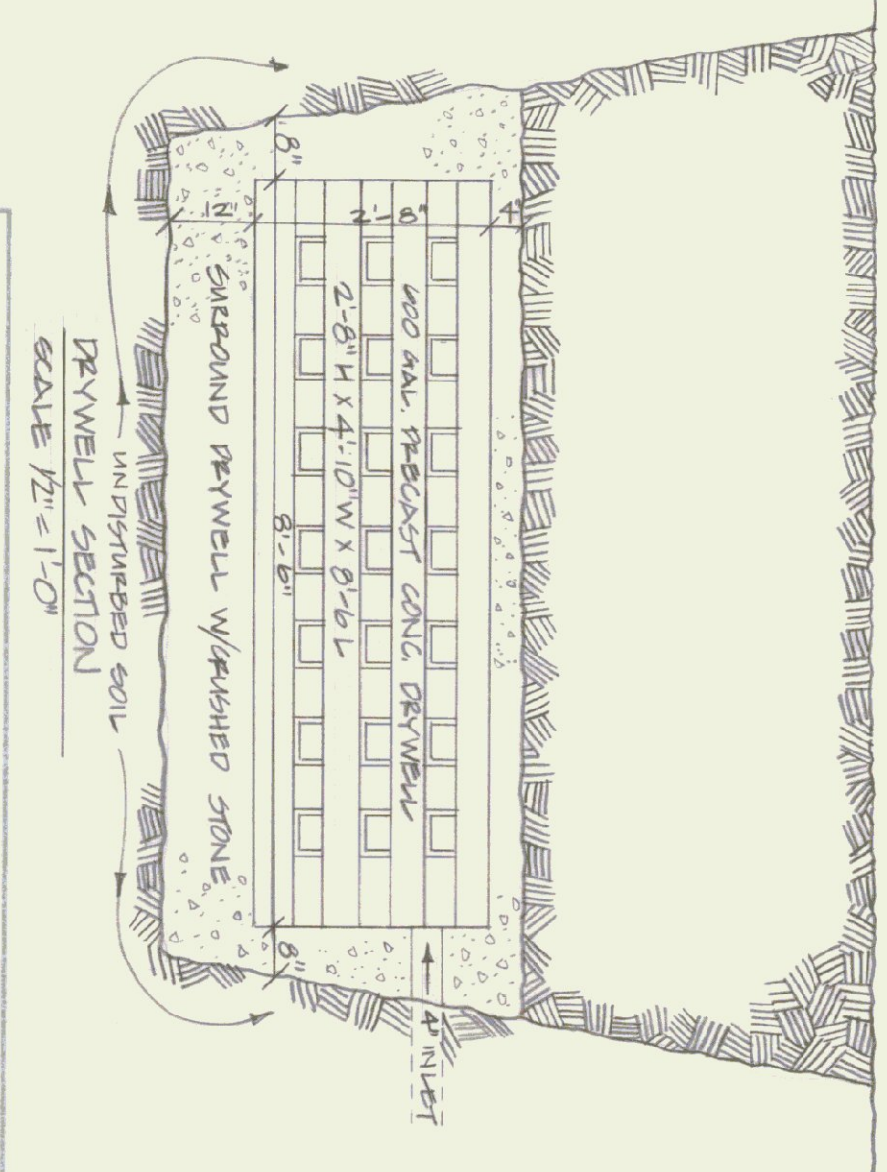 4" INLET
4"
600 GAL. PRECAST CONC. DRYWELL
2'-8" H X 4'-10" W X 8'-6 L
2'-8"
8"
8'-6"
8"
12"
SURROUND DRYWELL W/CRUSHED STONE
UNDISTURBED SOIL
DRYWELL SECTION
SCALE 1/2" = 1'-0"